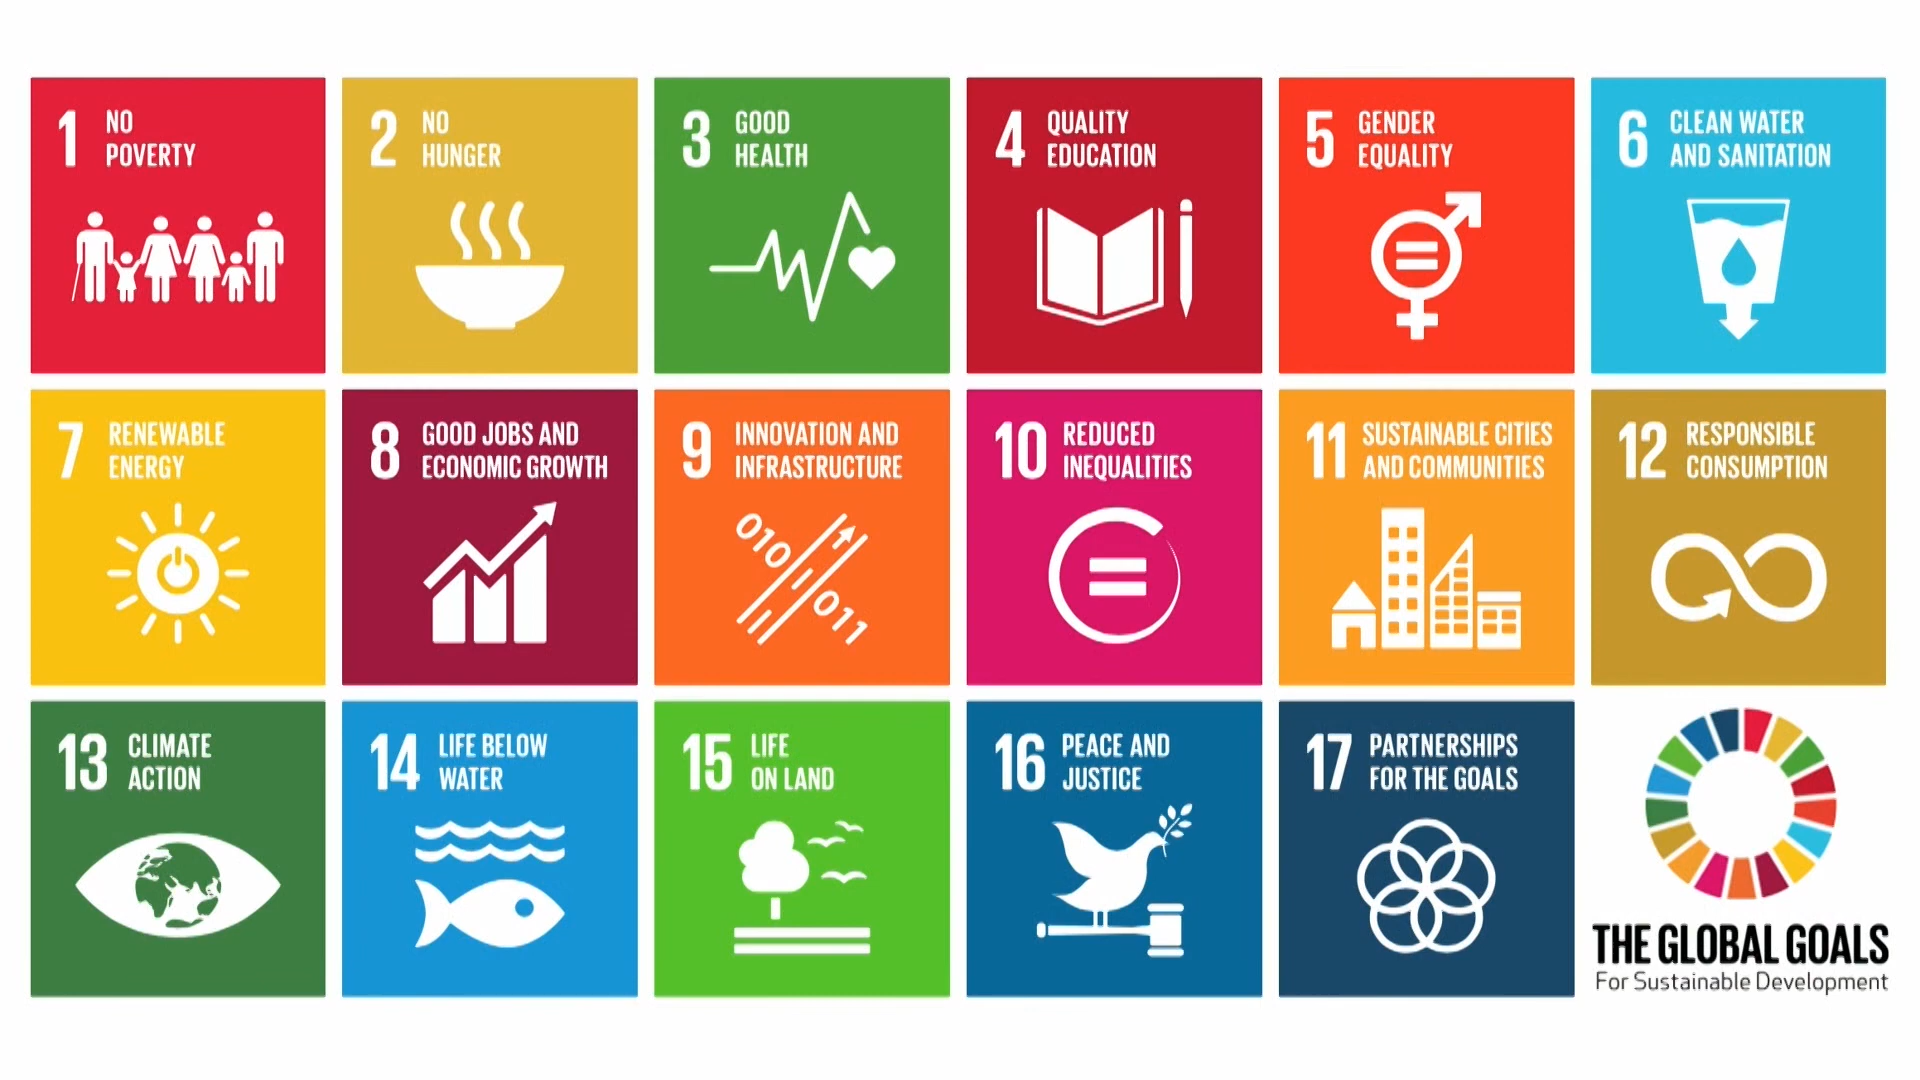 1 NO
POVERTY
2 NO
HUNGER
3 GOOD
HEALTH
4 QUALITY
EDUCATION
5 GENDER
EQUALITY
6 CLEAN WATER
AND SANITATION
7 RENEWABLE
ENERGY
8 GOOD JOBS AND
ECONOMIC GROWTH
9 INNOVATION AND
INFRASTRUCTURE
010
011
10 REDUCED
INEQUALITIES
11 SUSTAINABLE CITIES
AND COMMUNITIES
12 RESPONSIBLE
CONSUMPTION
13 CLIMATE
ACTION
14 LIFE BELOW
WATER
15 LIFE
ON LAND
16 PEACE AND
JUSTICE
17 PARTNERSHIPS
FOR THE GOALS
THE GLOBAL GOALS
For Sustainable Development